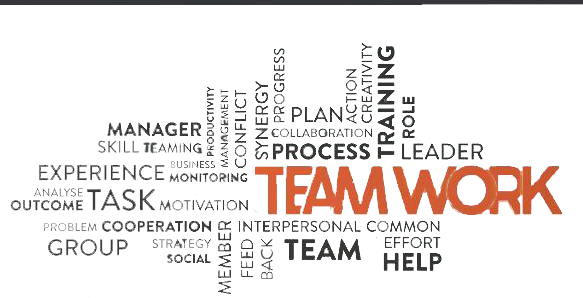 PROGRESS
CREATIVITY
ACTION
TRAINING
ROLE
PRODUCTIVITY
MANAGEMENT
CONFLICT
SYNERGY
PLAN
COLLABORATION
MANAGER
SKILL TEAMING
PROCESS LEADER
BUSINESS
EXPERIENCE MONITORING
TEAM WORK
ANALYSE
OUTCOME TASK MOTIVATION
PROBLEM COOPERATION INTERPERSONAL COMMON
GROUP STRATEGY
SOCIAL
MEMBER
FEED
BACK
TEAM
EFFORT
HELP